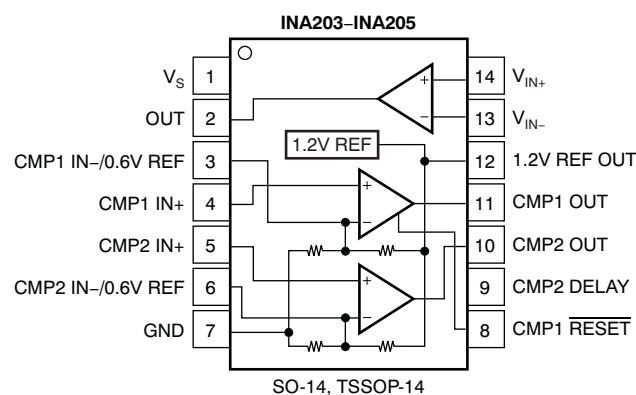 INA203–INA205
V_S 1
OUT 2
CMP1 IN–/0.6V REF 3
CMP1 IN+ 4
CMP2 IN+ 5
CMP2 IN–/0.6V REF 6
GND 7
1.2V REF
+
–
+
–
+
–
14 V_IN+
13 V_IN–
12 1.2V REF OUT
11 CMP1 OUT
10 CMP2 OUT
9 CMP2 DELAY
8 CMP1 R̅E̅S̅E̅T̅
SO-14, TSSOP-14